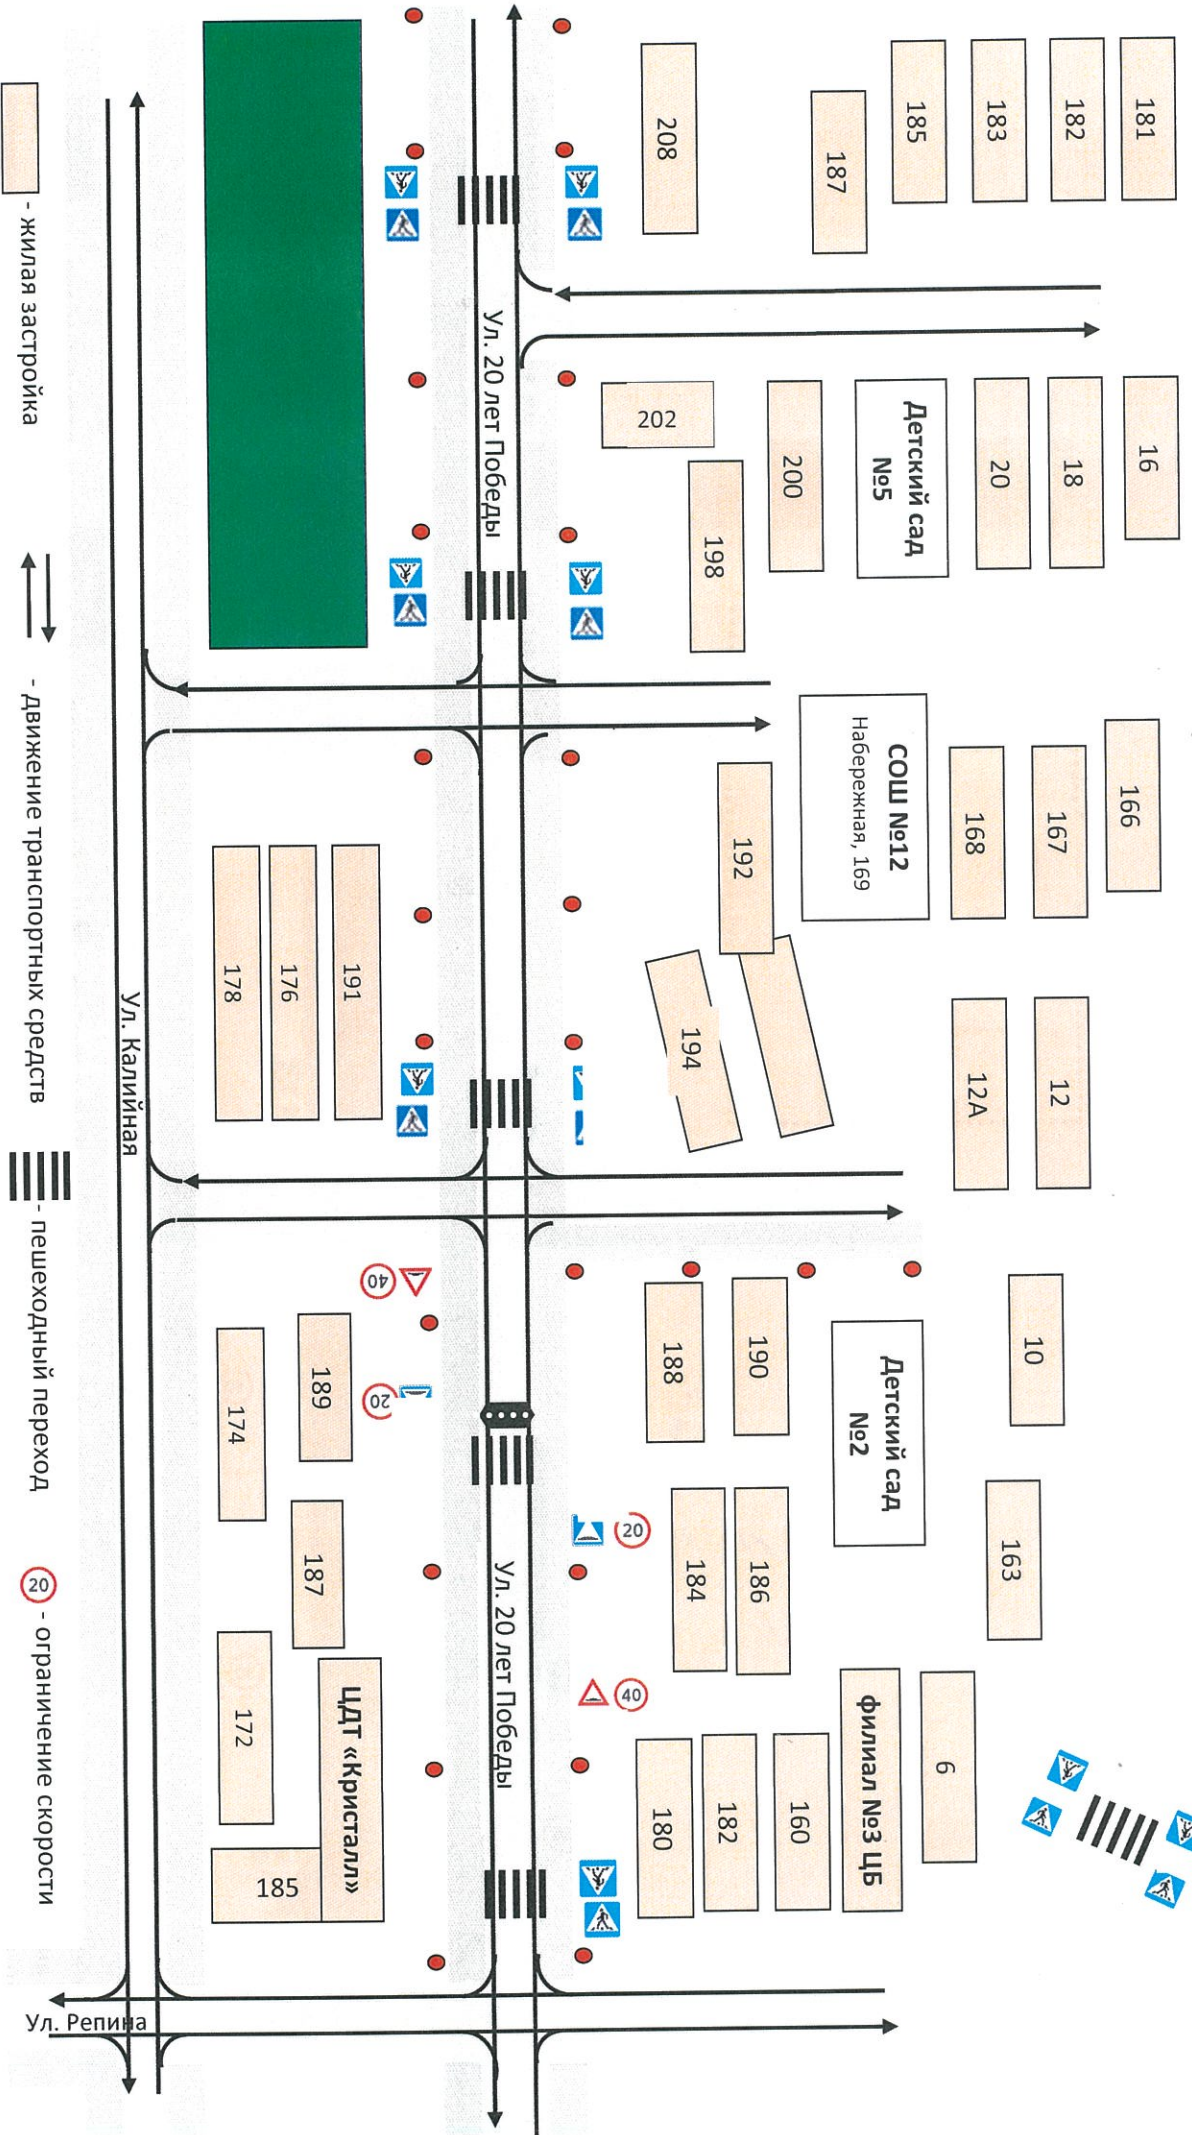 181
182
183
185
187
208
16
18
20
Детский сад
№5
200
202
198
166
167
168
СОШ №12
Набережная, 169
192
194
12
12А
10
163
6
Детский сад
№2
190
188
186
184
филиал №3 ЦБ
160
182
180
20
40
Ул. 20 лет Победы
Ул. 20 лет Победы
191
176
178
40
20
189
174
187
172
ЦДТ «Кристалл»
185
Ул. Калийная
Ул. Репина
- жилая застройка
- движение транспортных средств
- пешеходный переход
20 - ограничение скорости